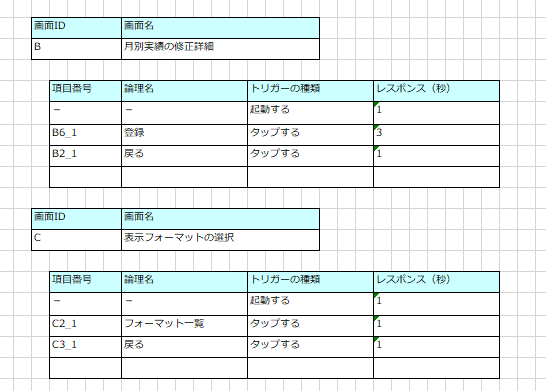 画面ID 画面名
B 月別実績の修正詳細
項目番号 論理名 トリガーの種類 レスポンス（秒）
－ － 起動する 1
B6_1 登録 タップする 3
B2_1 戻る タップする 1
画面ID 画面名
C 表示フォーマットの選択
項目番号 論理名 トリガーの種類 レスポンス（秒）
－ － 起動する 1
C2_1 フォーマット一覧 タップする 1
C3_1 戻る タップする 1